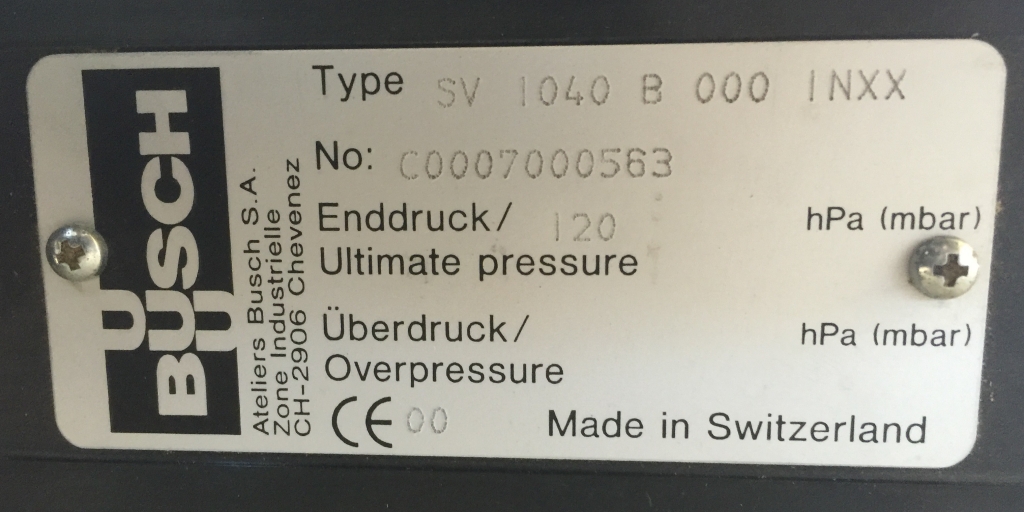 BUSCH
U U
Ateliers Busch S.A.
Zone Industrielle
CH-2906 Chevenez
Type SV 1040 B 000 INXX
No: C0007000563
Enddruck/ 120 hPa (mbar)
Ultimate pressure
Überdruck/ hPa (mbar)
Overpressure
CE 00 Made in Switzerland